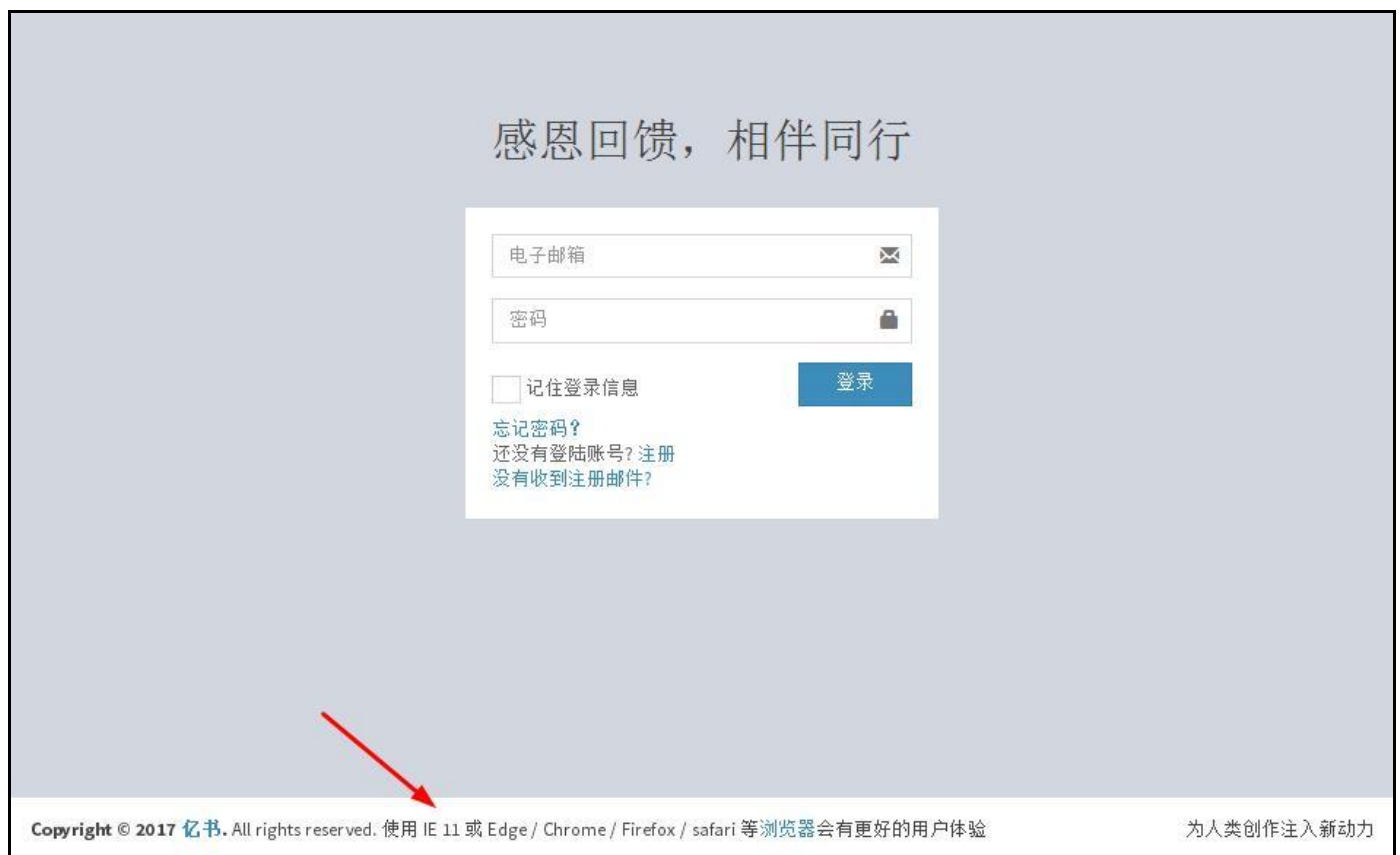 感恩回馈，相伴同行
电子邮箱
密码
记住登录信息
登录
忘记密码?
还没有登陆账号? 注册
没有收到注册邮件?
Copyright © 2017 亿书. All rights reserved. 使用 IE 11 或 Edge / Chrome / Firefox / safari 等浏览器会有更好的用户体验
为人类创作注入新动力